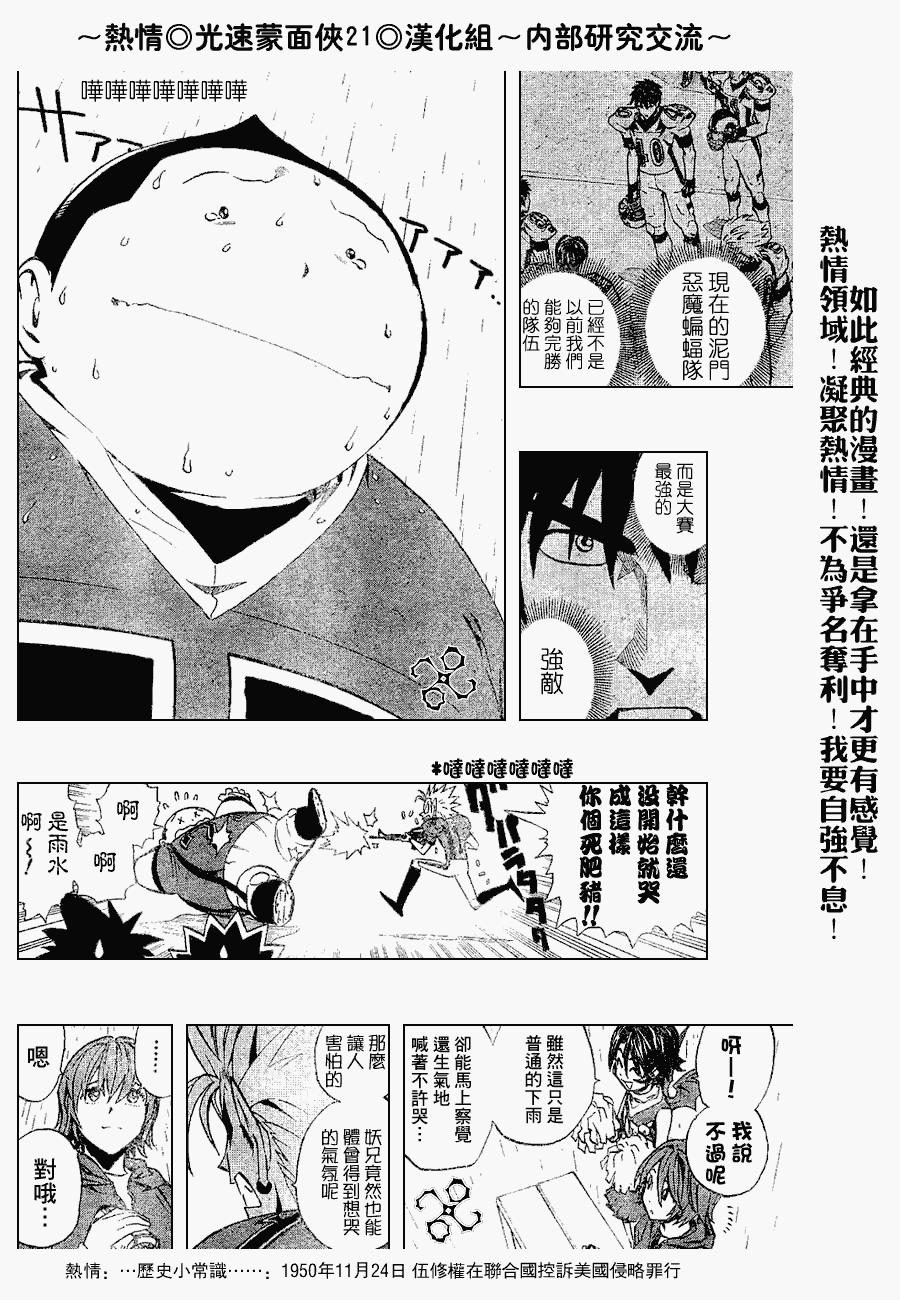 ～熱情◎光速蒙面俠21◎漢化組～内部研究交流～
如此經典的漫畫！還是拿在手中才更有感覺！
熱情領域！凝聚熱情！不為爭名奪利！我要自強不息！
現在的泥門
惡魔蝙蝠隊
已經不是
以前我們
能夠完勝
的隊伍
嘩嘩嘩嘩嘩嘩嘩
サァァ
アァァ…
而是大賽
最強的
強敵
*噠噠噠噠噠噠
幹什麼還
没開始就哭
成這樣
你個死肥豬!!
啊
啊
是雨水
啊～!
呀—!
我說
不過呢
雖然這只是
普通的下雨
卻能馬上察覺
還生氣地
喊著不許哭…
那麼
讓人
害怕的
妖兄竟然也能
體會得到想哭
的氣氛呢
……
嗯
對哦…
熱情：…歷史小常識……：1950年11月24日 伍修權在聯合國控訴美國侵略罪行